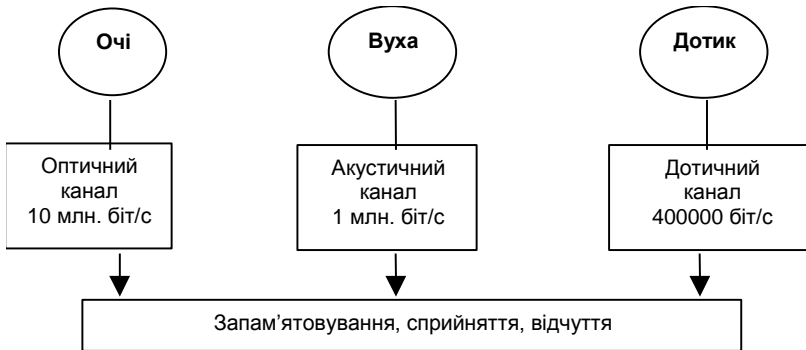 Очі
Вуха
Дотик
Оптичний
канал
10 млн. біт/с
Акустичний
канал
1 млн. біт/с
Дотичний
канал
400000 біт/с
Запам’ятовування, сприйняття, відчуття